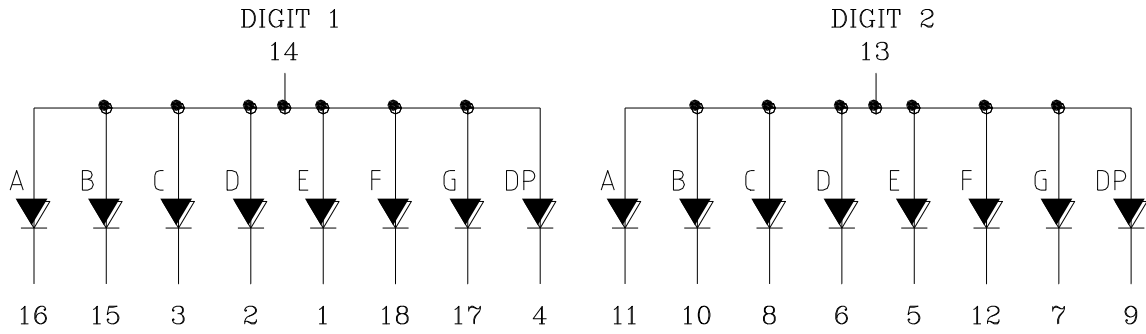 DIGIT 1 DIGIT 2
14 13
A B C D E F G DP A B C D E F G DP
16 15 3 2 1 18 17 4 11 10 8 6 5 12 7 9